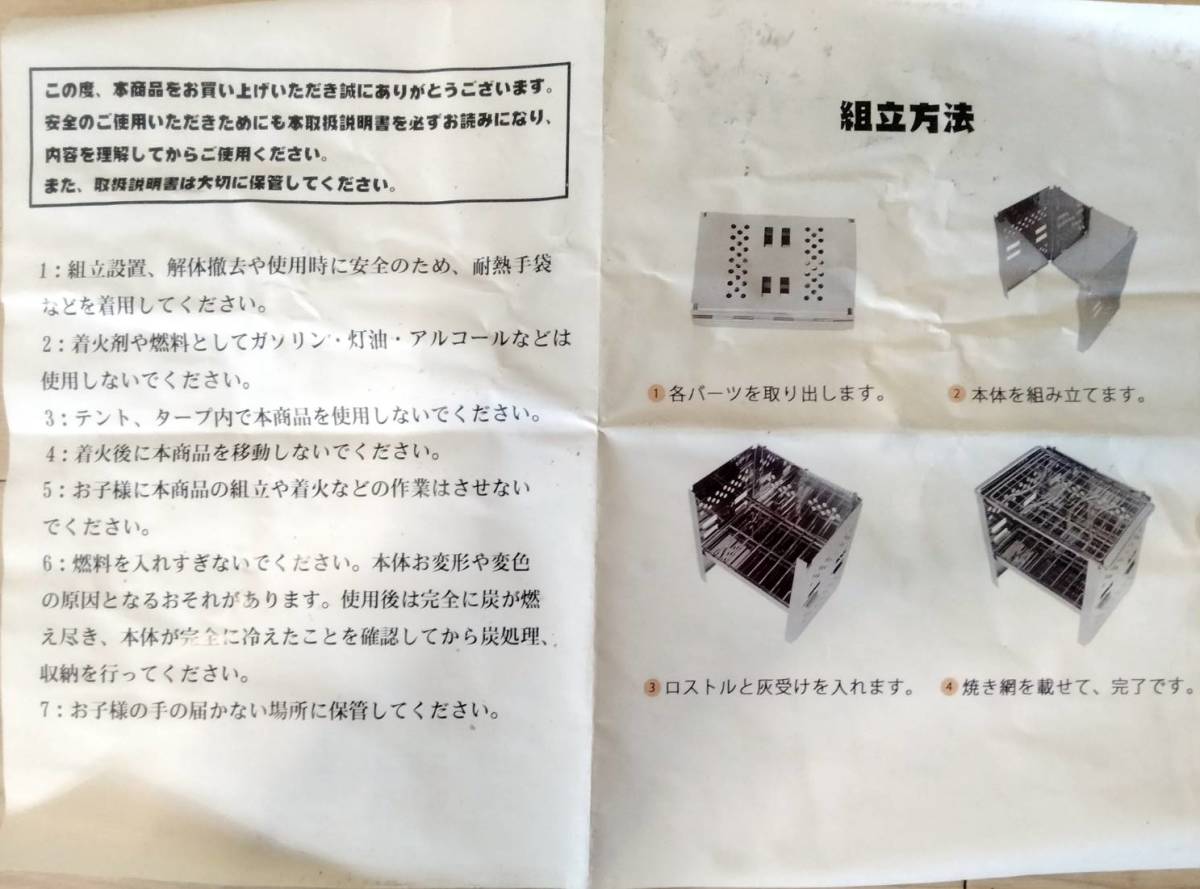 この度、本商品をお買い上げいただき誠にありがとうございます。
安全のご使用いただきためにも本取扱説明書を必ずお読みになり、
内容を理解してからご使用ください。
また、取扱説明書は大切に保管してください。
1：組立設置、解体撤去や使用時に安全のため、耐熱手袋
などを着用してください。
2：着火剤や燃料としてガソリン・灯油・アルコールなどは
使用しないでください。
3：テント、タープ内で本商品を使用しないでください。
4：着火後に本商品を移動しないでください。
5：お子様に本商品の組立や着火などの作業はさせない
でください。
6：燃料を入れすぎないでください。本体お変形や変色
の原因となるおそれがあります。使用後は完全に炭が燃
え尽き、本体が完全に冷えたことを確認してから炭処理、
収納を行ってください。
7：お子様の手の届かない場所に保管してください。
組立方法
1 各パーツを取り出します。
2 本体を組み立てます。
3 ロストルと灰受けを入れます。
4 焼き網を載せて、完了です。